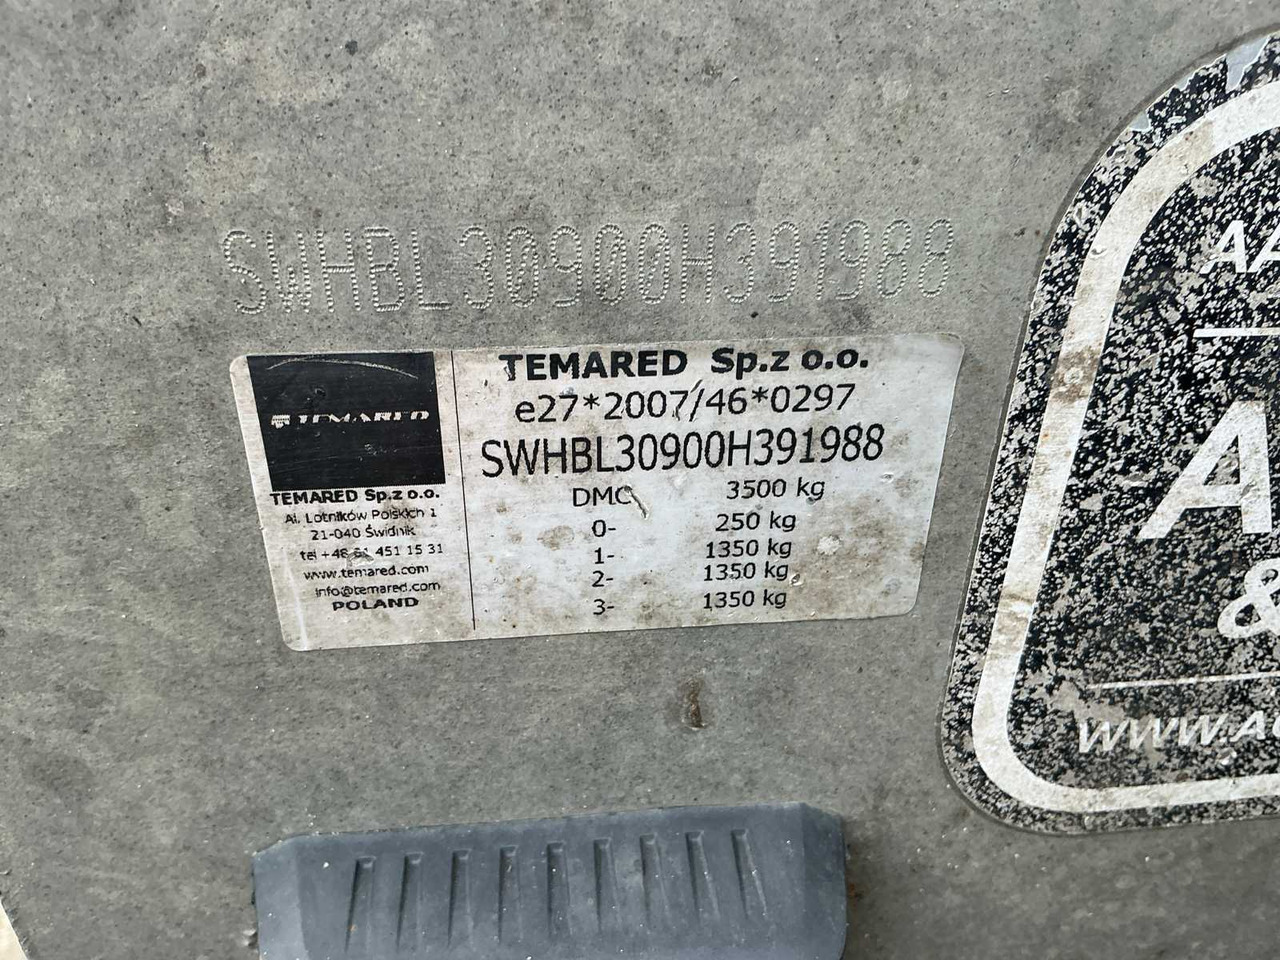 SWHBL30900H391988
TEMARED
TEMARED Sp.z o.o.
Al. Lotników Polskich 1
21-040 Świdnik
tel +48 81 451 15 31
www.temared.com
info@temared.com
POLAND
TEMARED Sp.z o.o.
e27*2007/46*0297
SWHBL30900H391988
DMC 3500 kg
0- 250 kg
1- 1350 kg
2- 1350 kg
3- 1350 kg
&